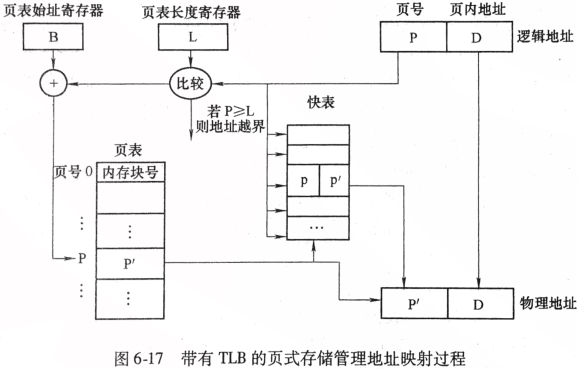 页表始址寄存器
页表长度寄存器
页号 页内地址
B
L
P D 逻辑地址
+
比较
若 P≥L
则地址越界
快表
页表
页号 0 内存块号
p p′
⋮ ⋮
…
P P′
⋮ ⋮
P′ D 物理地址
图 6-17 带有 TLB 的页式存储管理地址映射过程